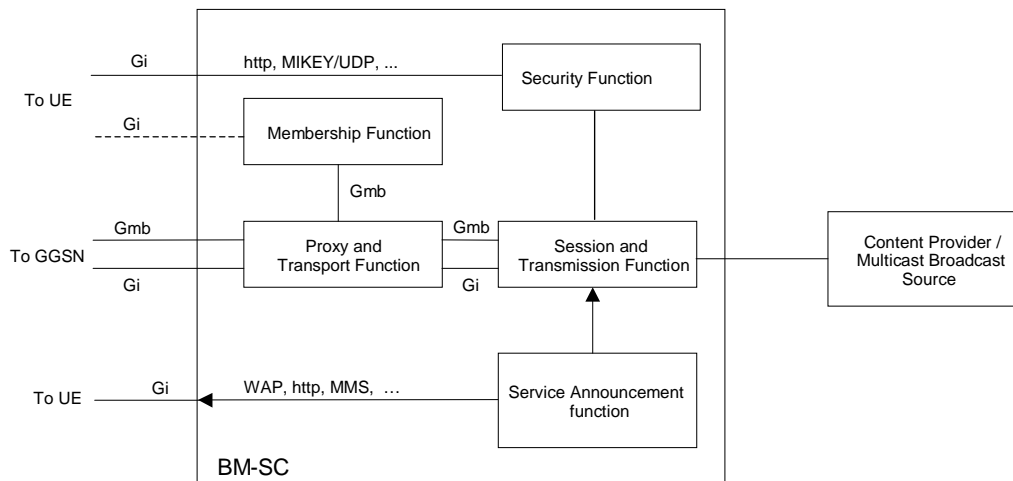 Gi
http, MIKEY/UDP, ...
Security Function
To UE
Gi
Membership Function
Gmb
Gmb
Gmb
To GGSN
Proxy and
Transport Function
Session and
Transmission Function
Content Provider /
Multicast Broadcast
Source
Gi
Gi
Gi
WAP, http, MMS, …
To UE
Service Announcement
function
BM-SC